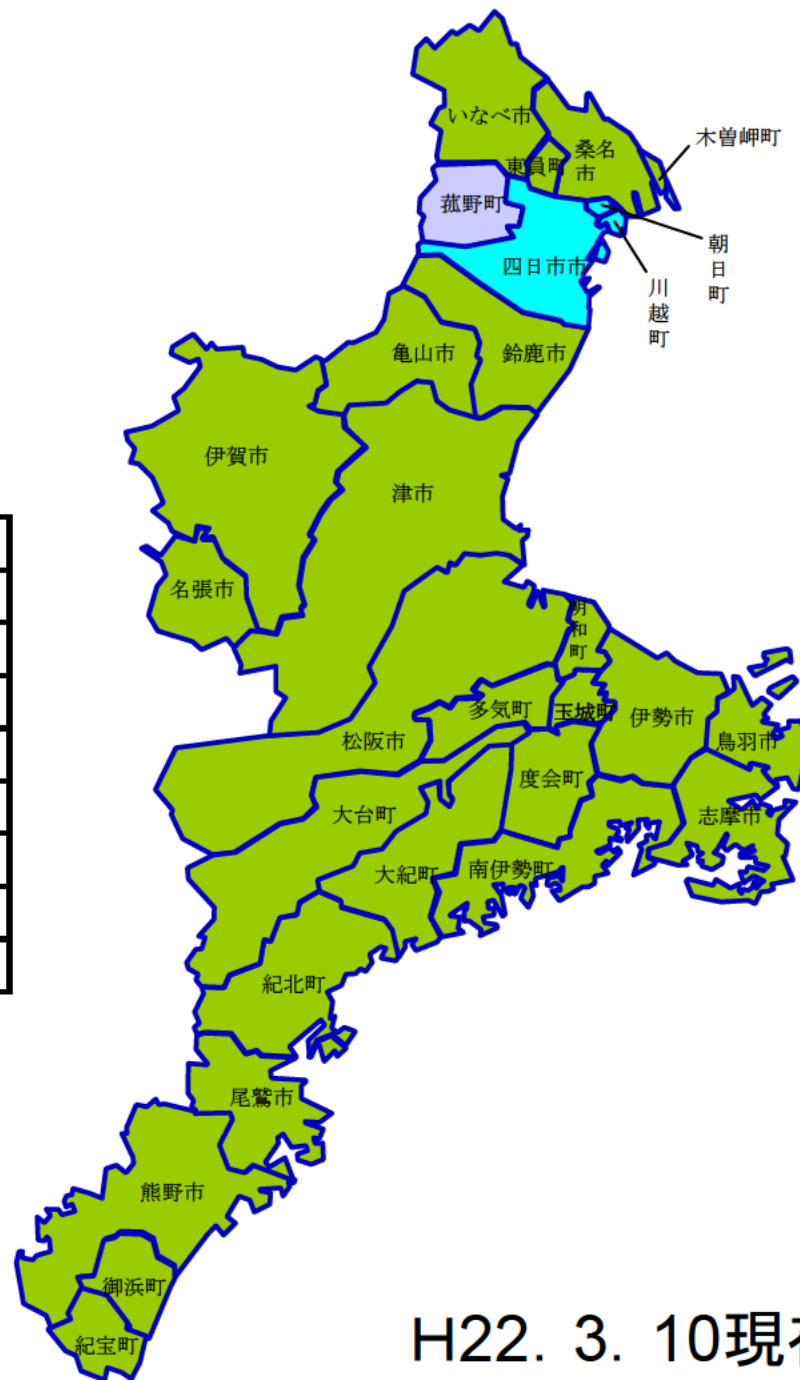 いなべ市
東員町
桑名
市
木曽岬町
菰野町
朝
日
町
四日市市
川
越
町
亀山市
鈴鹿市
伊賀市
津市
名張市
明
和
町
多気町
玉城町
伊勢市
鳥羽市
松阪市
度会町
大台町
志摩市
大紀町
南伊勢町
紀北町
尾鷲市
熊野市
御浜町
紀宝町
H22. 3. 10現在